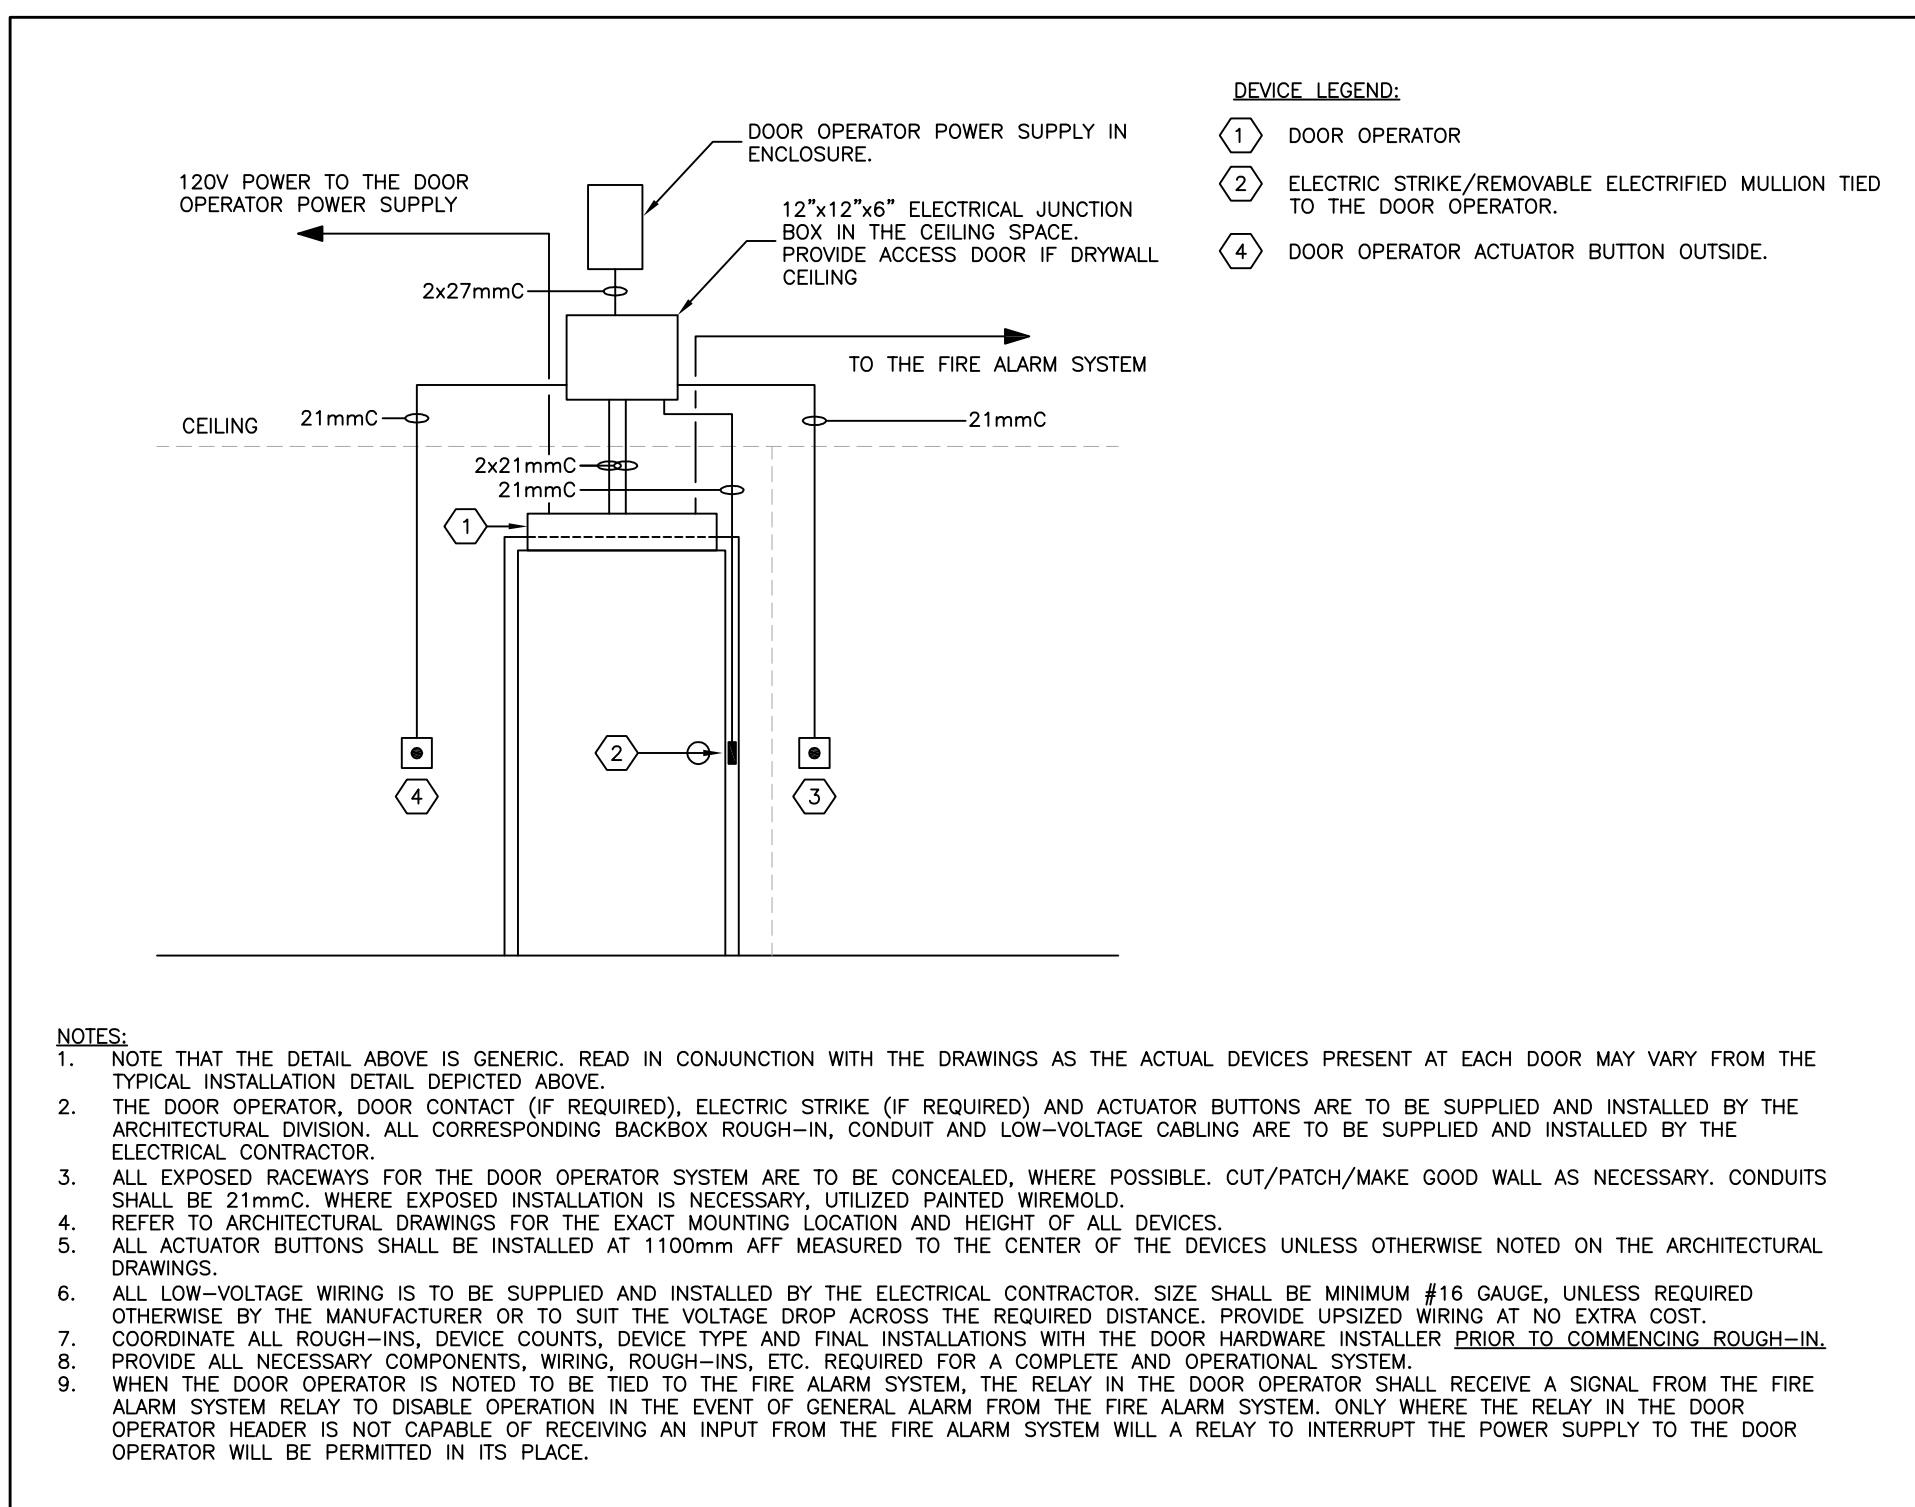 DEVICE LEGEND:
1 DOOR OPERATOR
2 ELECTRIC STRIKE/REMOVABLE ELECTRIFIED MULLION TIED
TO THE DOOR OPERATOR.
4 DOOR OPERATOR ACTUATOR BUTTON OUTSIDE.
DOOR OPERATOR POWER SUPPLY IN
ENCLOSURE.
120V POWER TO THE DOOR
OPERATOR POWER SUPPLY
12"x12"x6" ELECTRICAL JUNCTION
BOX IN THE CEILING SPACE.
PROVIDE ACCESS DOOR IF DRYWALL
CEILING
2x27mmC
TO THE FIRE ALARM SYSTEM
CEILING
21mmC
21mmC
2x21mmC
21mmC
1
2
4
3
NOTES:
1. NOTE THAT THE DETAIL ABOVE IS GENERIC. READ IN CONJUNCTION WITH THE DRAWINGS AS THE ACTUAL DEVICES PRESENT AT EACH DOOR MAY VARY FROM THE
TYPICAL INSTALLATION DETAIL DEPICTED ABOVE.
2. THE DOOR OPERATOR, DOOR CONTACT (IF REQUIRED), ELECTRIC STRIKE (IF REQUIRED) AND ACTUATOR BUTTONS ARE TO BE SUPPLIED AND INSTALLED BY THE
ARCHITECTURAL DIVISION. ALL CORRESPONDING BACKBOX ROUGH-IN, CONDUIT AND LOW-VOLTAGE CABLING ARE TO BE SUPPLIED AND INSTALLED BY THE
ELECTRICAL CONTRACTOR.
3. ALL EXPOSED RACEWAYS FOR THE DOOR OPERATOR SYSTEM ARE TO BE CONCEALED, WHERE POSSIBLE. CUT/PATCH/MAKE GOOD WALL AS NECESSARY. CONDUITS
SHALL BE 21mmC. WHERE EXPOSED INSTALLATION IS NECESSARY, UTILIZED PAINTED WIREMOLD.
4. REFER TO ARCHITECTURAL DRAWINGS FOR THE EXACT MOUNTING LOCATION AND HEIGHT OF ALL DEVICES.
5. ALL ACTUATOR BUTTONS SHALL BE INSTALLED AT 1100mm AFF MEASURED TO THE CENTER OF THE DEVICES UNLESS OTHERWISE NOTED ON THE ARCHITECTURAL
DRAWINGS.
6. ALL LOW-VOLTAGE WIRING IS TO BE SUPPLIED AND INSTALLED BY THE ELECTRICAL CONTRACTOR. SIZE SHALL BE MINIMUM #16 GAUGE, UNLESS REQUIRED
OTHERWISE BY THE MANUFACTURER OR TO SUIT THE VOLTAGE DROP ACROSS THE REQUIRED DISTANCE. PROVIDE UPSIZED WIRING AT NO EXTRA COST.
7. COORDINATE ALL ROUGH-INS, DEVICE COUNTS, DEVICE TYPE AND FINAL INSTALLATIONS WITH THE DOOR HARDWARE INSTALLER PRIOR TO COMMENCING ROUGH-IN.
8. PROVIDE ALL NECESSARY COMPONENTS, WIRING, ROUGH-INS, ETC. REQUIRED FOR A COMPLETE AND OPERATIONAL SYSTEM.
9. WHEN THE DOOR OPERATOR IS NOTED TO BE TIED TO THE FIRE ALARM SYSTEM, THE RELAY IN THE DOOR OPERATOR SHALL RECEIVE A SIGNAL FROM THE FIRE
ALARM SYSTEM RELAY TO DISABLE OPERATION IN THE EVENT OF GENERAL ALARM FROM THE FIRE ALARM SYSTEM. ONLY WHERE THE RELAY IN THE DOOR
OPERATOR HEADER IS NOT CAPABLE OF RECEIVING AN INPUT FROM THE FIRE ALARM SYSTEM WILL A RELAY TO INTERRUPT THE POWER SUPPLY TO THE DOOR
OPERATOR WILL BE PERMITTED IN ITS PLACE.